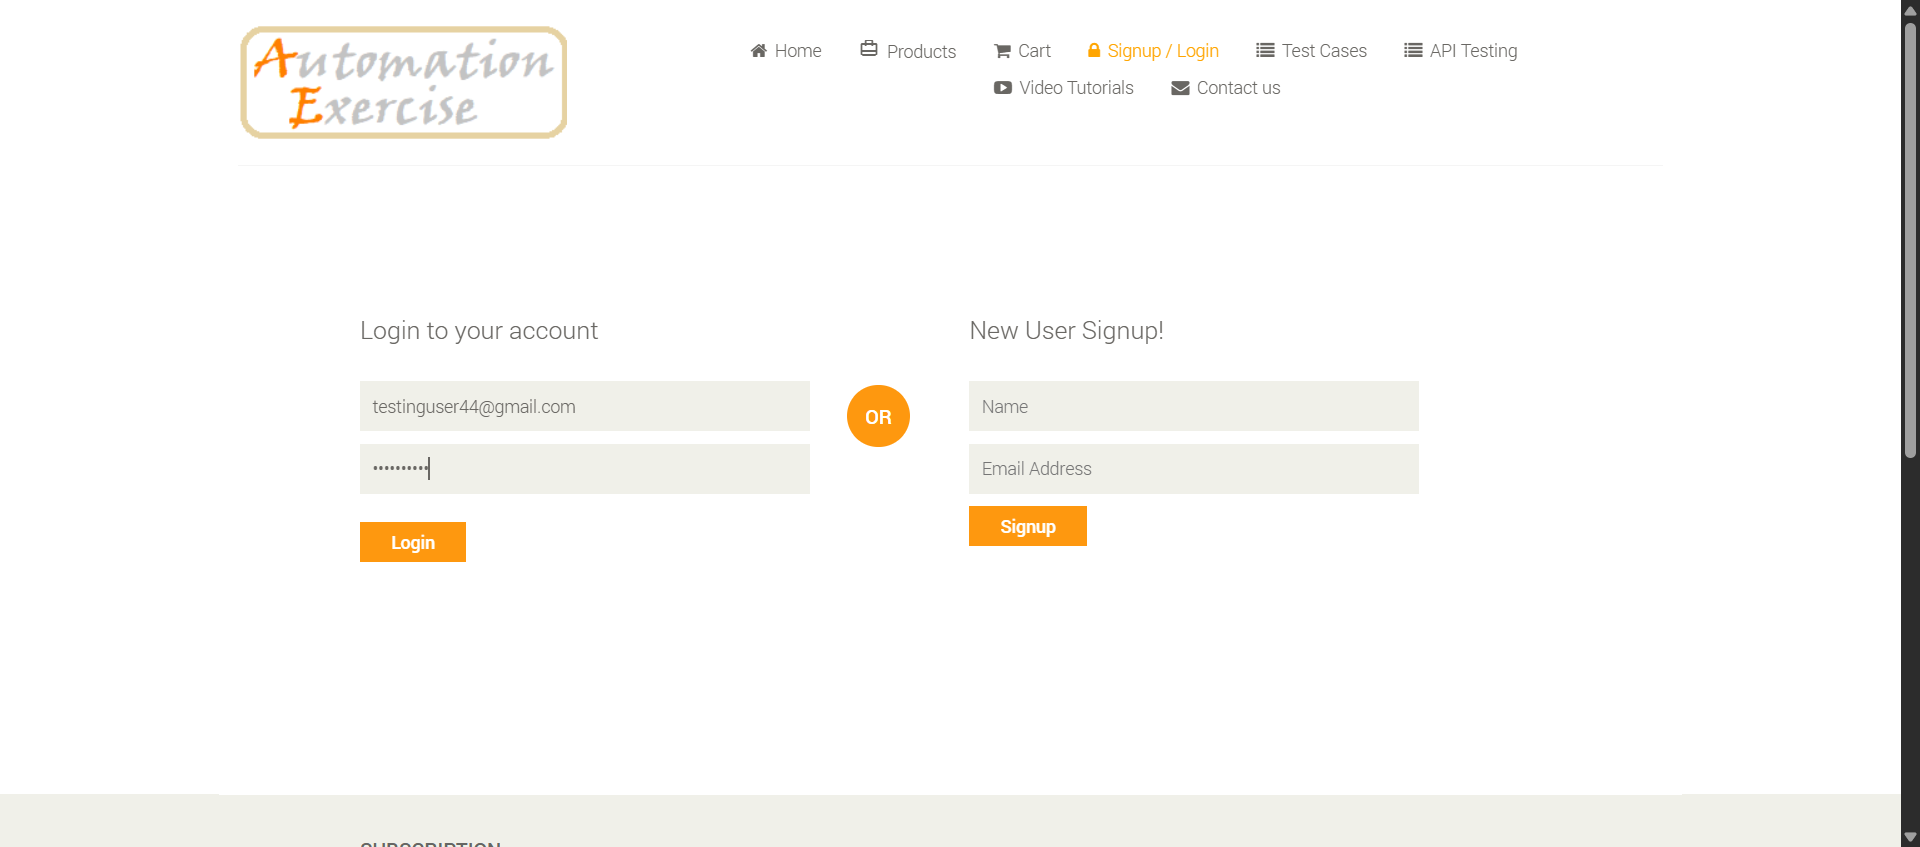 Automation
Exercise
Home Products Cart Signup / Login Test Cases API Testing
Video Tutorials Contact us
Login to your account
testinguser44@gmail.com
••••••••••
Login
OR
New User Signup!
Name
Email Address
Signup
SUBSCRIPTION